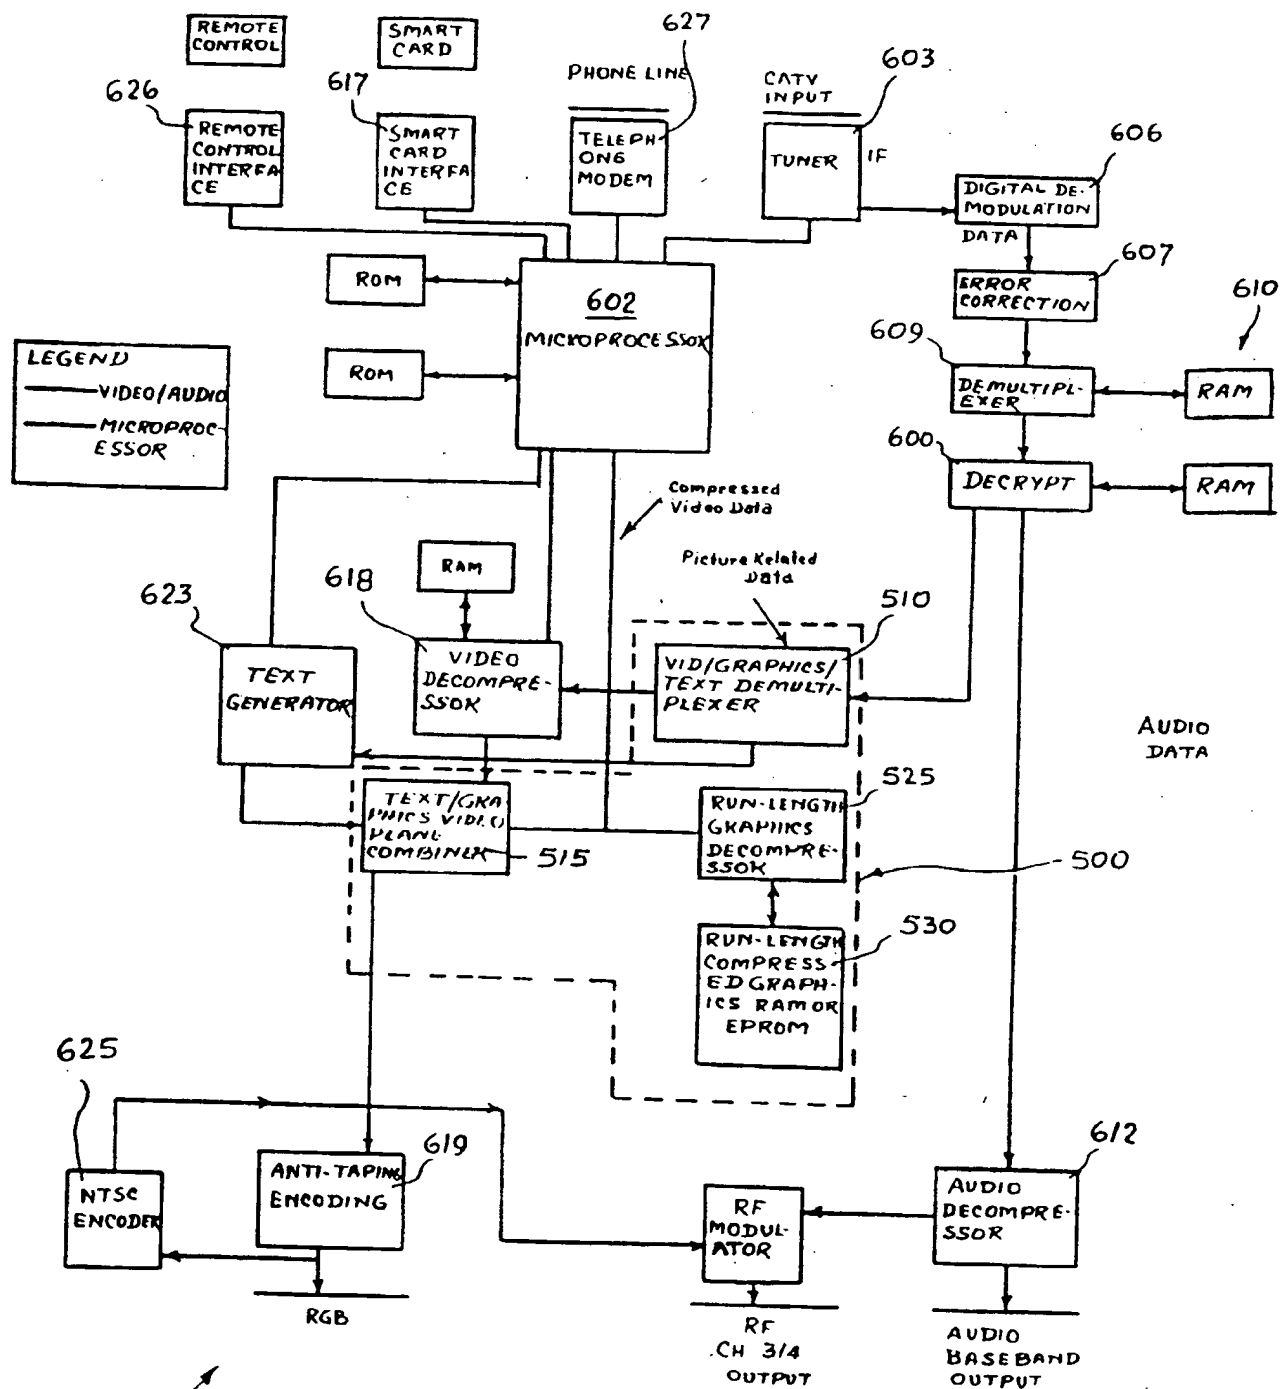 REMOTE
CONTROL
SMART
CARD
627
PHONE LINE
CATV
INPUT
603
626
617
REMOTE
CONTROL
INTERFA
CE
SMART
CARD
INTERFA
CE
TELEPH
ONE
MODEM
TUNER
IF
606
DIGITAL DE-
MODULATION
DATA
607
ERROR
CORRECTION
610
ROM
602
MICROPROCESSOR
609
DEMULTIPL-
EXER
RAM
ROM
LEGEND
VIDEO/AUDIO
MICROPROC-
ESSOR
600
DECRYPT
RAM
Compressed
Video Data
Picture Related
Data
RAM
623
618
510
TEXT
GENERATOR
VIDEO
DECOMPRE-
SSOR
VID/GRAPHICS/
TEXT DEMULTI-
PLEXER
AUDIO
DATA
TEXT/GRA
PHICS VIDEO
PLANE
COMBINER
515
RUN-LENGTH
GRAPHICS
DECOMPRE-
SSOR
525
500
RUN-LENGTH
COMPRESS
ED GRAPH-
ICS RAM OR
EPROM
530
625
NTSC
ENCODER
ANTI-TAPING
ENCODING
619
RF
MODUL-
ATOR
612
AUDIO
DECOMPRE-
SSOR
RGB
RF
CH 3/4
OUTPUT
AUDIO
BASEBAND
OUTPUT